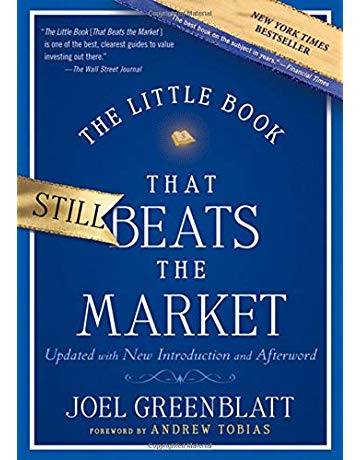 "The Little Book [That Beats the Market]
is one of the best, clearest guides to value
investing out there."
—The Wall Street Journal
"The best book on the subject in years." —Financial Times
NEW YORK TIMES
BESTSELLER
THE LITTLE BOOK
THAT
STILL BEATS
THE
MARKET
Updated with New Introduction and Afterword
JOEL GREENBLATT
FOREWORD BY ANDREW TOBIAS